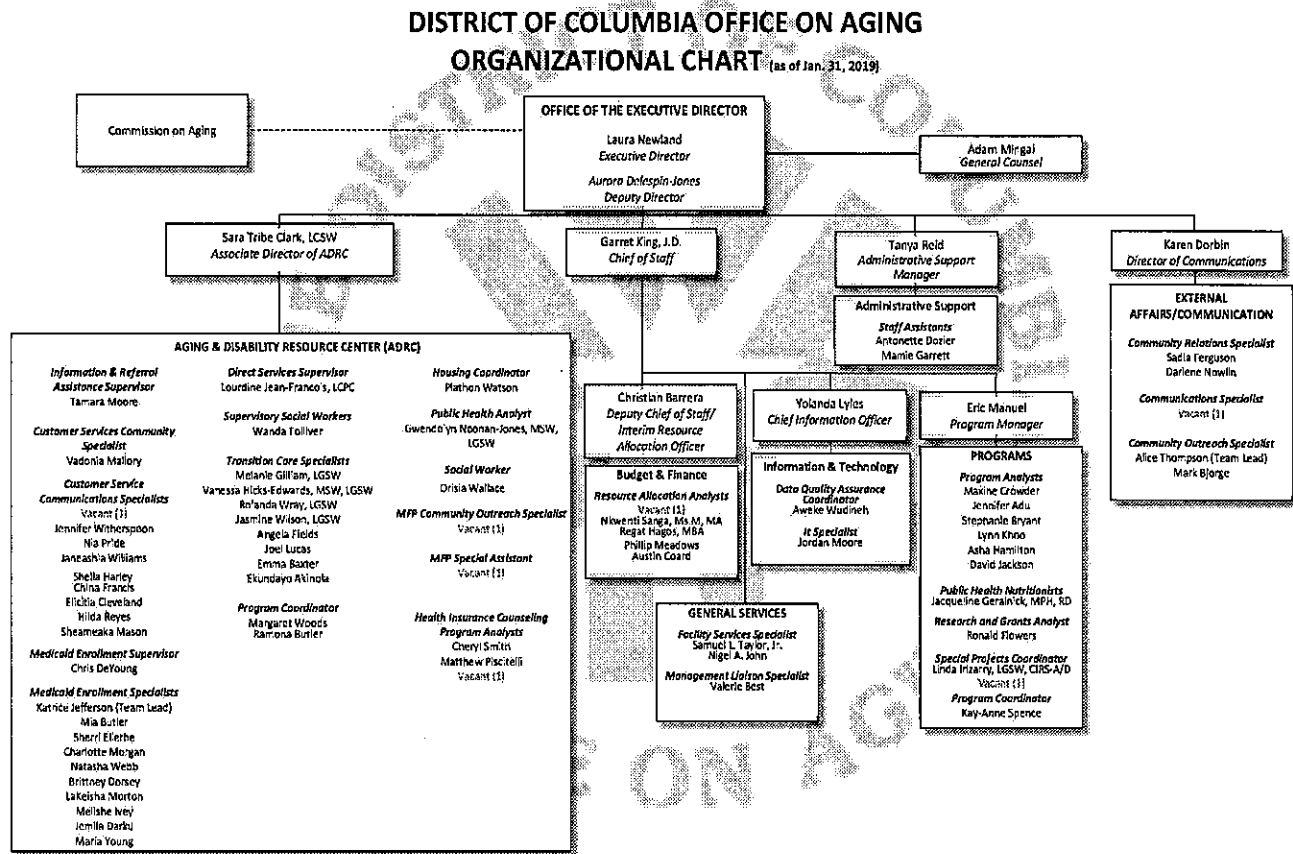 DISTRICT OF COLUMBIA OFFICE ON AGING
ORGANIZATIONAL CHART (as of Jan. 31, 2019)
Commission on Aging
OFFICE OF THE EXECUTIVE DIRECTOR
Laura Newland
Executive Director
Aurora Delespin-Jones
Deputy Director
Adam Mingal
General Counsel
Sara Tribe Clark, LCSW
Associate Director of ADRC
Garret King, J.D.
Chief of Staff
Tanya Reid
Administrative Support
Manager
Karen Dorbin
Director of Communications
Administrative Support
Staff Assistants
Antonette Dozier
Mamie Garrett
EXTERNAL
AFFAIRS/COMMUNICATION
Community Relations Specialist
Sadia Ferguson
Darlene Nowlin
Communications Specialist
Vacant (1)
Community Outreach Specialist
Alice Thompson (Team Lead)
Mark Bjorge
AGING & DISABILITY RESOURCE CENTER (ADRC)
Information & Referral
Assistance Supervisor
Tamara Moore
Customer Services Community
Specialist
Vadonia Mallory
Customer Service
Communications Specialists
Vacant (1)
Jennifer Witherspoon
Nia Pride
Janeashia Williams
Sheila Harley
China Francis
Elicitia Cleveland
Hilda Reyes
Sheameaka Mason
Medicaid Enrollment Supervisor
Chris DeYoung
Medicaid Enrollment Specialists
Katrice Jefferson (Team Lead)
Mia Butler
Sherri Ellerbe
Charlotte Morgan
Natasha Webb
Brittney Dorsey
Lakeisha Morton
Melishe Ivey
Jemila Darku
Maria Young
Direct Services Supervisor
Lourdine Jean-Franco's, LCPC
Supervisory Social Workers
Wanda Tolliver
Transition Care Specialists
Melanie Gilliam, LGSW
Vanessia Hicks-Edwards, MSW, LGSW
Rolanda Wray, LGSW
Jasmine Wilson, LGSW
Angela Fields
Joel Lucas
Emma Baxter
Ekundayo Akinola
Program Coordinator
Margaret Woods
Ramona Butler
Housing Coordinator
Plathon Watson
Public Health Analyst
Gwendolyn Noonan-Jones, MSW,
LGSW
Social Worker
Drisia Wallace
MFP Community Outreach Specialist
Vacant (1)
MFP Special Assistant
Vacant (1)
Health Insurance Counseling
Program Analysts
Cheryl Smith
Matthew Piscitelli
Vacant (1)
Christian Barrera
Deputy Chief of Staff/
Interim Resource
Allocation Officer
Budget & Finance
Resource Allocation Analysts
Vacant (1)
Nkwenti Sanga, Ms.M, MA
Regat Hagos, MBA
Phillip Meadows
Austin Coard
Yolanda Lyles
Chief Information Officer
Information & Technology
Data Quality Assurance
Coordinator
Aweke Wudineh
It Specialist
Jordan Moore
Eric Manuel
Program Manager
PROGRAMS
Program Analysts
Maxine Crowder
Jennifer Adu
Stephanie Bryant
Lynn Khoo
Asha Hamilton
David Jackson
Public Health Nutritionists
Jacqueline Geralnick, MPH, RD
Research and Grants Analyst
Ronald Flowers
Special Projects Coordinator
Linda Irizarry, LGSW, CIRS-A/D
Vacant (1)
Program Coordinator
Kay-Anne Spence
GENERAL SERVICES
Facility Services Specialist
Samuel L. Taylor, Jr.
Nigel A. John
Management Liaison Specialist
Valerie Best